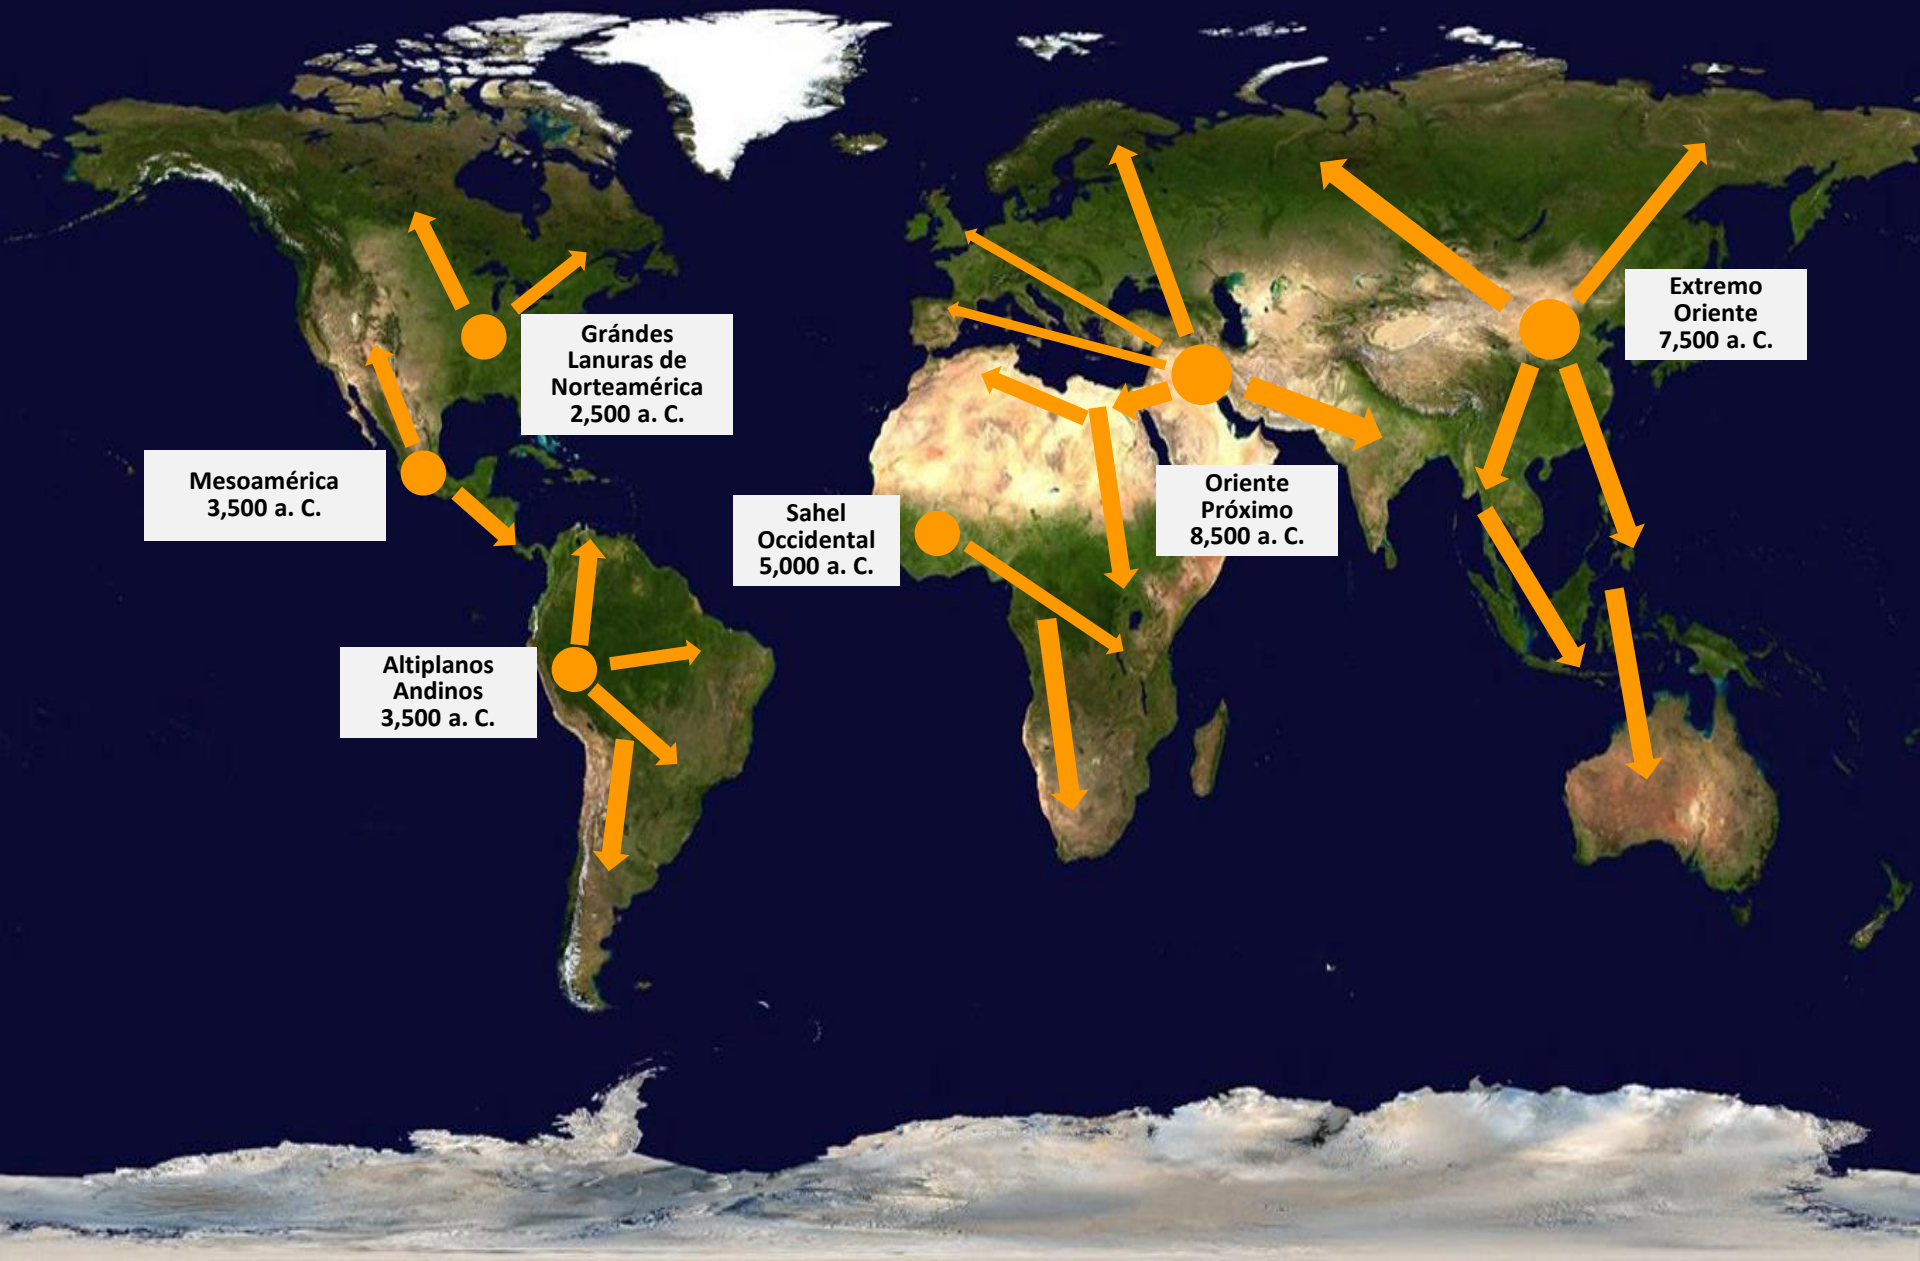 Extremo
Oriente
7,500 a. C.
Grándes
Lanuras de
Norteamérica
2,500 a. C.
Mesoamérica
3,500 a. C.
Oriente
Próximo
8,500 a. C.
Sahel
Occidental
5,000 a. C.
Altiplanos
Andinos
3,500 a. C.